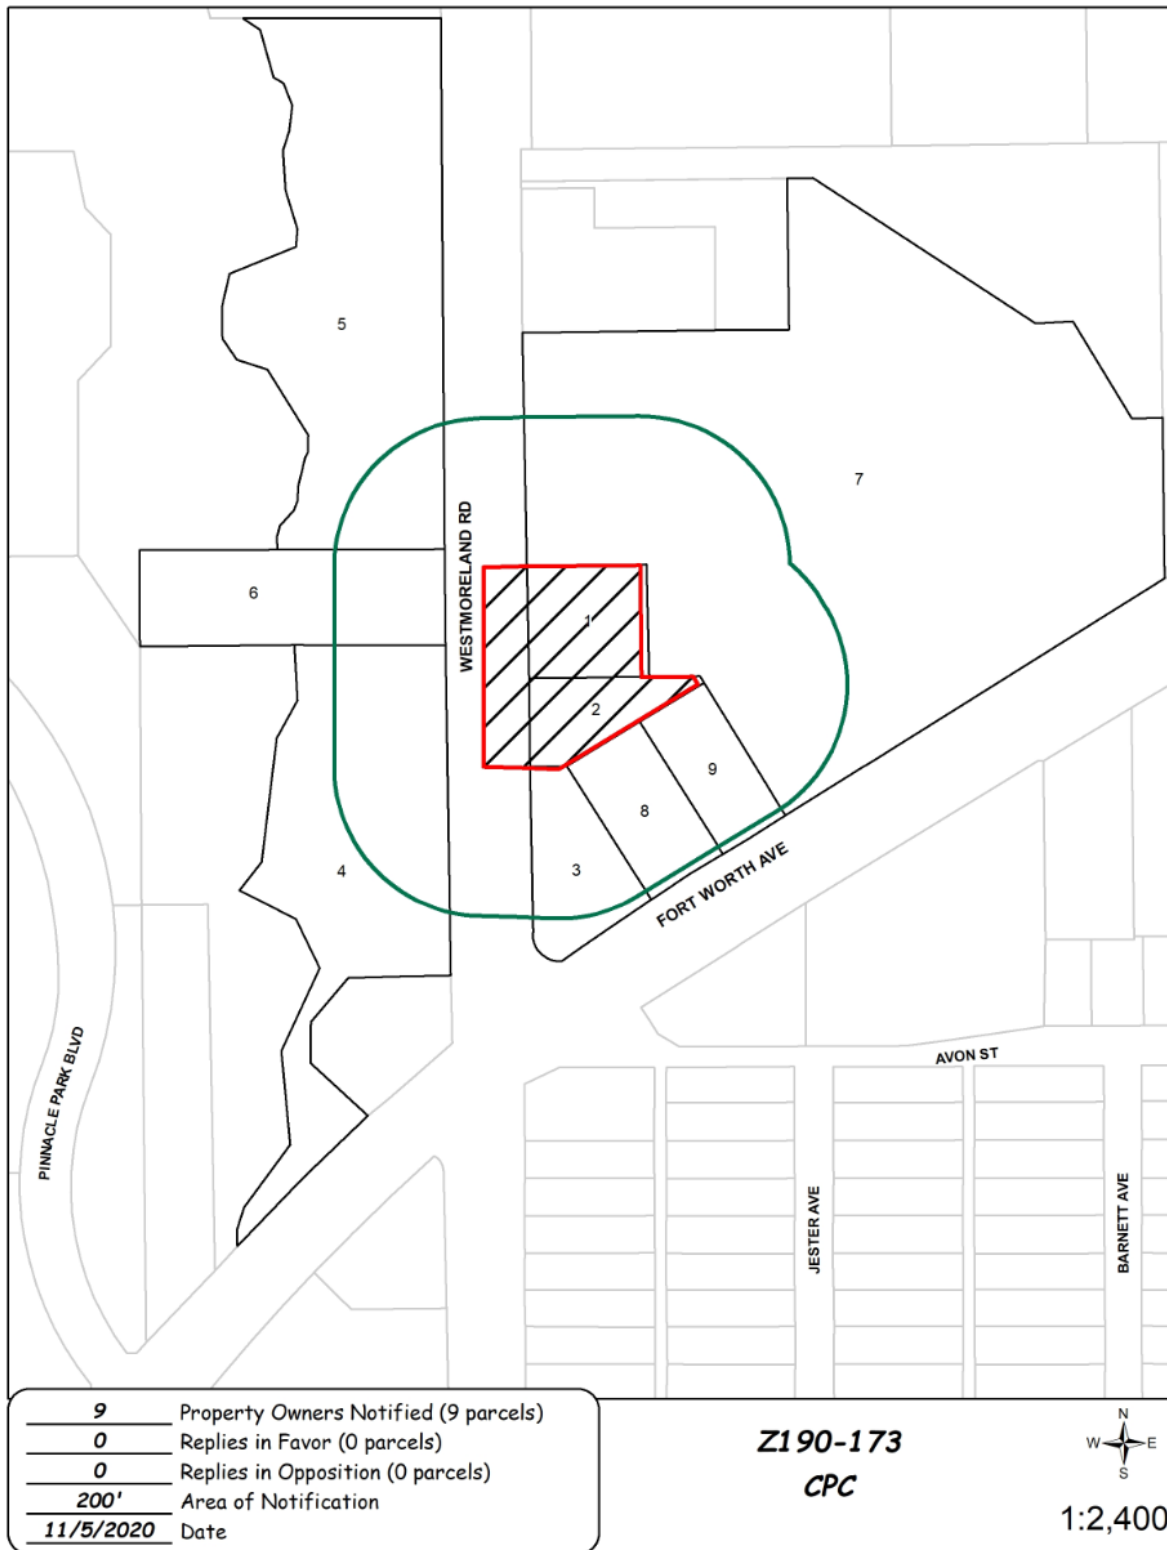 5
7
WESTMORELAND RD
6
1
2
9
8
3
4
FORT WORTH AVE
PINNACLE PARK BLVD
AVON ST
JESTER AVE
BARNETT AVE
9 Property Owners Notified (9 parcels)
0 Replies in Favor (0 parcels)
0 Replies in Opposition (0 parcels)
200' Area of Notification
11/5/2020 Date
Z190-173
CPC
N
W E
S
1:2,400